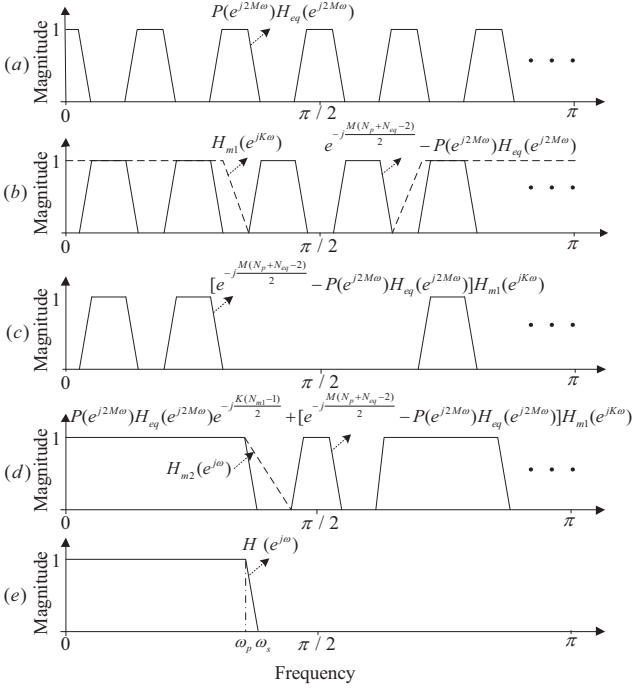 P(e^{j2Mω})H_{eq}(e^{j2Mω})
(a) Magnitude 1 • • •
0 π / 2 π
H_{m1}(e^{jKω}) e^{-j\frac{M(N_p+N_{eq}-2)}{2}} − P(e^{j2Mω})H_{eq}(e^{j2Mω})
(b) Magnitude 1 • • •
0 π / 2 π
[e^{-j\frac{M(N_p+N_{eq}-2)}{2}} − P(e^{j2Mω})H_{eq}(e^{j2Mω})]H_{m1}(e^{jKω})
(c) Magnitude 1 • • •
0 π / 2 π
P(e^{j2Mω})H_{eq}(e^{j2Mω})e^{-j\frac{K(N_{m1}-1)}{2}} +[e^{-j\frac{M(N_p+N_{eq}-2)}{2}} − P(e^{j2Mω})H_{eq}(e^{j2Mω})]H_{m1}(e^{jKω})
(d) Magnitude 1 H_{m2}(e^{jω}) • • •
0 π / 2 π
H (e^{jω})
(e) Magnitude 1
0 ω_p ω_s π / 2 π
Frequency